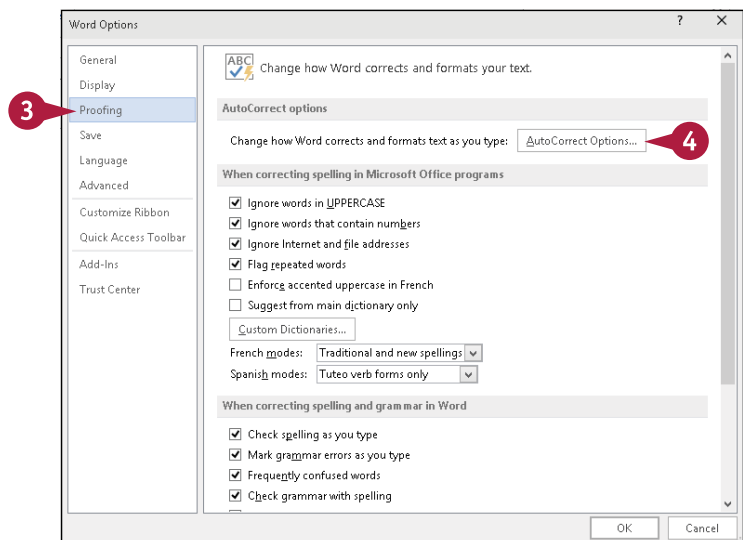 Word Options ? ×
General
Display
3
Proofing
Save
Language
Advanced
Customize Ribbon
Quick Access Toolbar
Add-Ins
Trust Center
ABC
Change how Word corrects and formats your text.
AutoCorrect options
Change how Word corrects and formats text as you type: AutoCorrect Options... 4
When correcting spelling in Microsoft Office programs
Ignore words in UPPERCASE
Ignore words that contain numbers
Ignore Internet and file addresses
Flag repeated words
Enforce accented uppercase in French
Suggest from main dictionary only
Custom Dictionaries...
French modes: Traditional and new spellings
Spanish modes: Tuteo verb forms only
When correcting spelling and grammar in Word
Check spelling as you type
Mark grammar errors as you type
Frequently confused words
Check grammar with spelling
OK Cancel